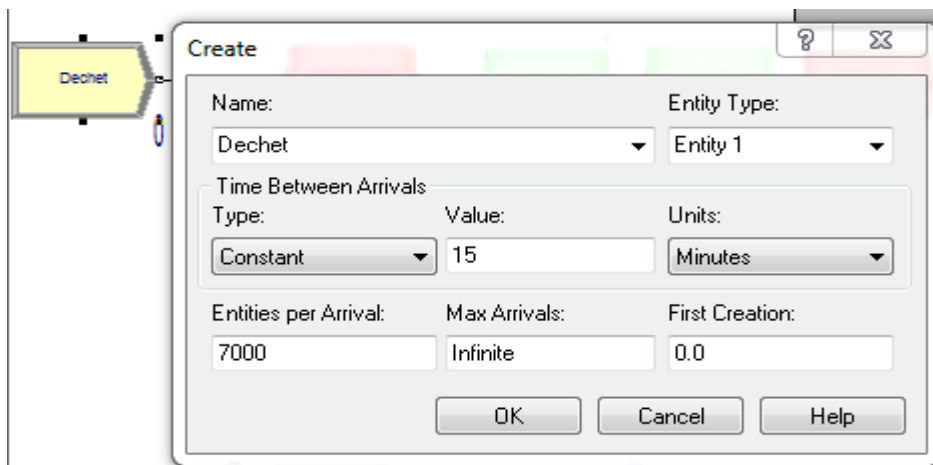 Create
Dechet
Name:
Entity Type:
Dechet
Entity 1
Time Between Arrivals
Type:
Value:
Units:
Constant
15
Minutes
Entities per Arrival:
Max Arrivals:
First Creation:
7000
Infinite
0.0
OK
Cancel
Help